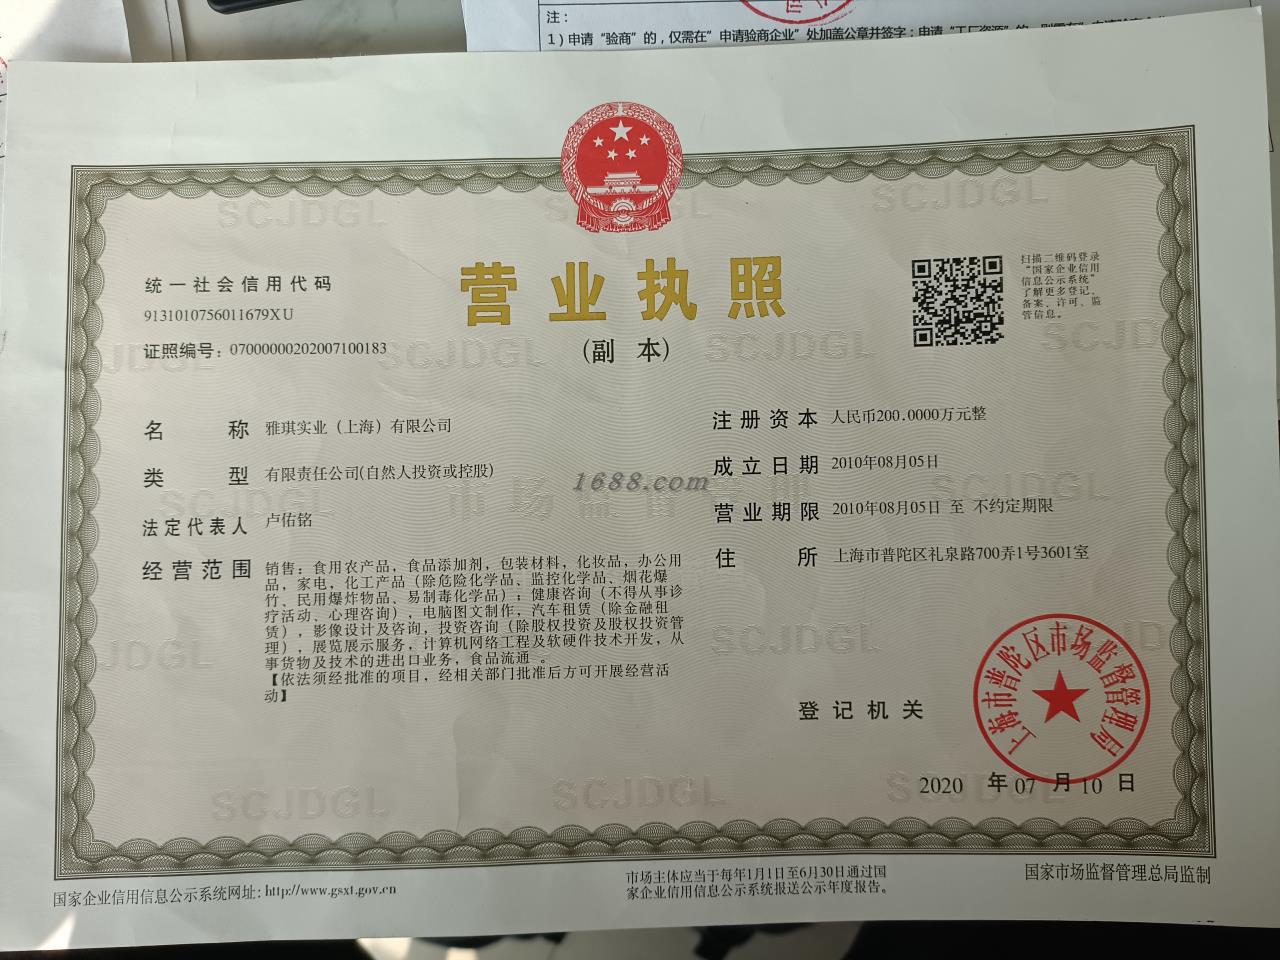 注：
1）申请“验商”的，仅需在“申请验商企业”处加盖公章并签字；申请“工厂资源”的，则需在
统一社会信用代码
9131010756011679XU
证照编号：07000000202007100183
营业执照
（副 本）
扫描二维码登录
“国家企业信用
信息公示系统”
了解更多登记、
备案、许可、监
管信息。
名 称 雅琪实业（上海）有限公司
类 型 有限责任公司(自然人投资或控股)
法定代表人 卢佑铭
经营范围 销售：食用农产品，食品添加剂，包装材料，化妆品，办公用
品，家电，化工产品（除危险化学品、监控化学品、烟花爆
竹、民用爆炸物品、易制毒化学品）；健康咨询（不得从事诊
疗活动、心理咨询），电脑图文制作，汽车租赁（除金融租
赁），影像设计及咨询，投资咨询（除股权投资及股权投资管
理），展览展示服务，计算机网络工程及软硬件技术开发，从
事货物及技术的进出口业务，食品流通 。
【依法须经批准的项目，经相关部门批准后方可开展经营活
动】
注册资本 人民币200.0000万元整
成立日期 2010年08月05日
营业期限 2010年08月05日 至 不约定期限
住 所 上海市普陀区礼泉路700弄1号3601室
1688.com
登记机关
上海市普陀区市场监督管理局
2020 年 07 月 10 日
SCJDGL
国家企业信用信息公示系统网址：http://www.gsxt.gov.cn
市场主体应当于每年1月1日至6月30日通过国
家企业信用信息公示系统报送公示年度报告。
国家市场监督管理总局监制